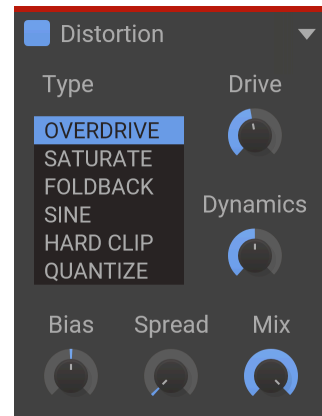 Distortion
Type
Drive
OVERDRIVE
SATURATE
FOLDBACK
SINE
HARD CLIP
QUANTIZE
Dynamics
Bias Spread Mix